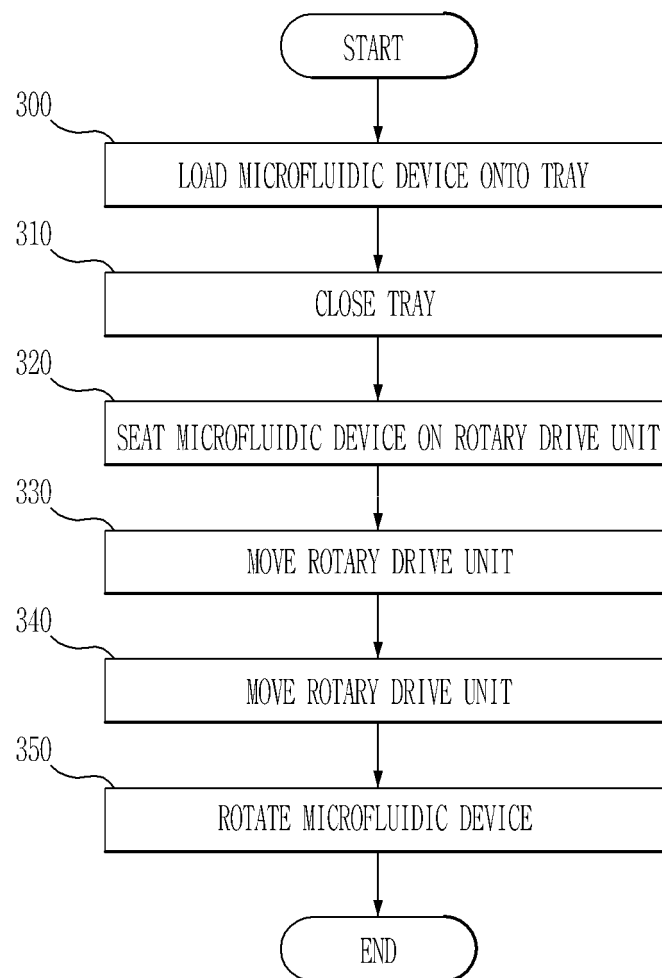 START
300
LOAD MICROFLUIDIC DEVICE ONTO TRAY
310
CLOSE TRAY
320
SEAT MICROFLUIDIC DEVICE ON ROTARY DRIVE UNIT
330
MOVE ROTARY DRIVE UNIT
340
MOVE ROTARY DRIVE UNIT
350
ROTATE MICROFLUIDIC DEVICE
END